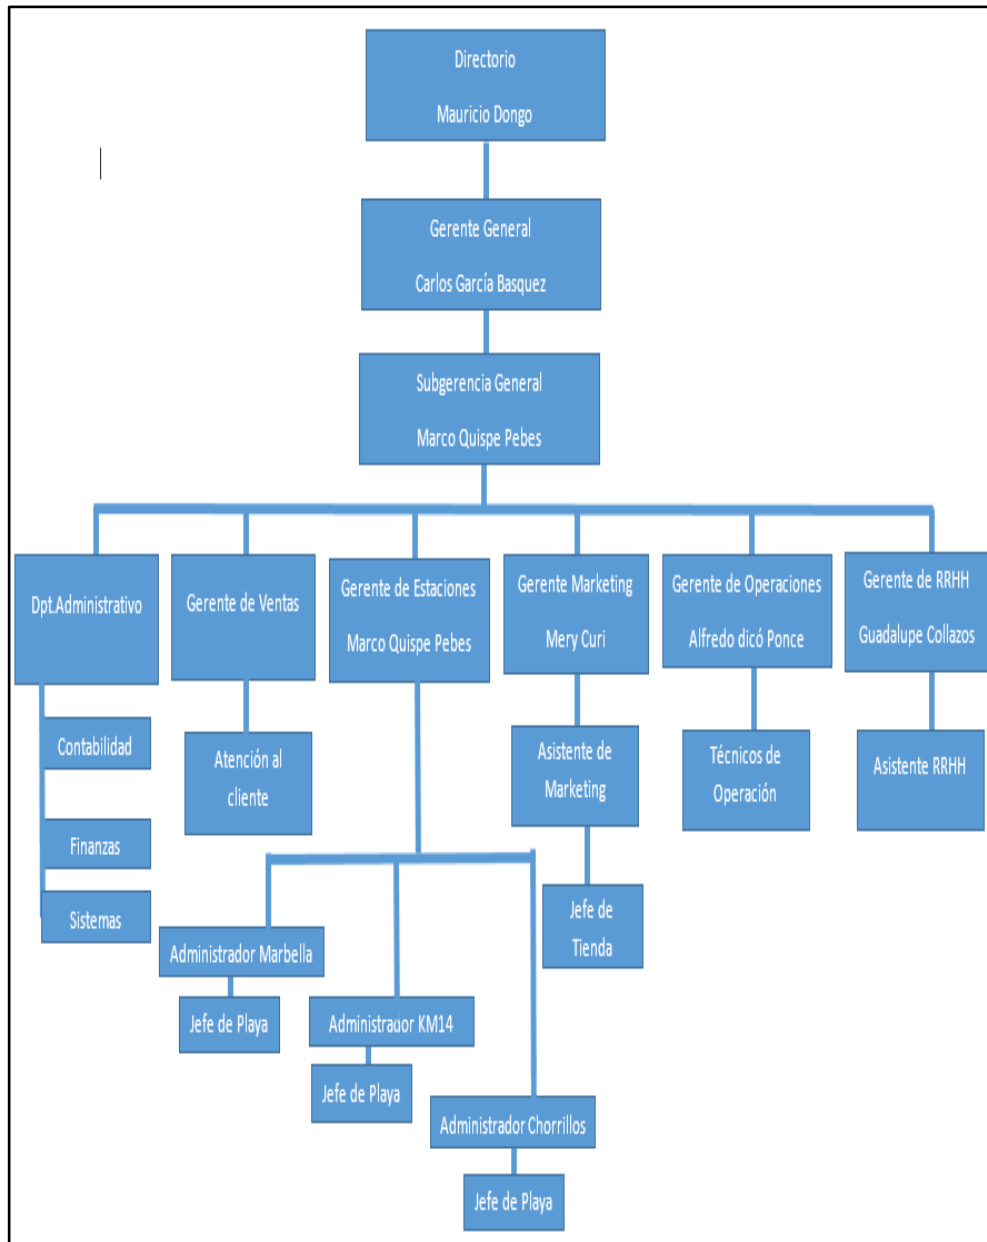 Directorio
Mauricio Dongo
Gerente General
Carlos García Basquez
Subgerencia General
Marco Quispe Pebes
Dpt.Administrativo
Gerente de Ventas
Gerente de Estaciones
Marco Quispe Pebes
Gerente Marketing
Mery Curi
Gerente de Operaciones
Alfredo dicó Ponce
Gerente de RRHH
Guadalupe Collazos
Contabilidad
Finanzas
Sistemas
Atención al
cliente
Asistente de
Marketing
Técnicos de
Operación
Asistente RRHH
Jefe de
Tienda
Administrador Marbella
Jefe de Playa
Administrador KM14
Jefe de Playa
Administrador Chorrillos
Jefe de Playa